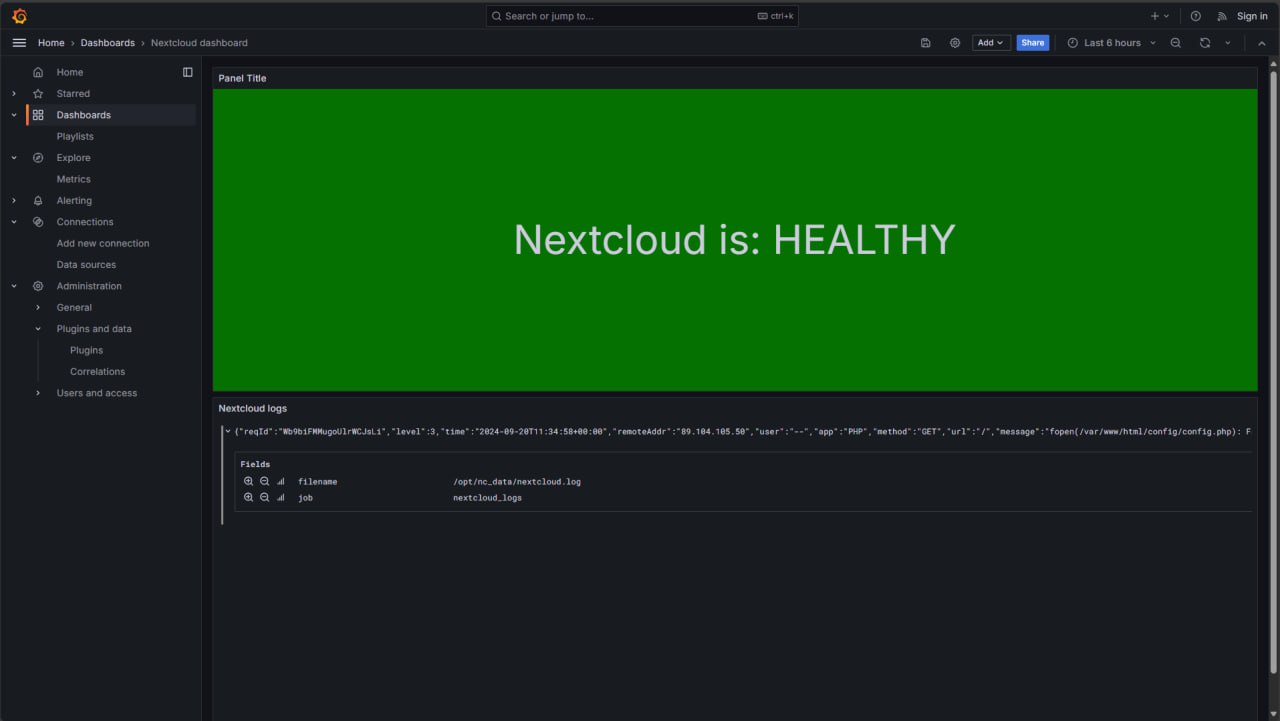 Search or jump to...
ctrl+k
Sign in
Home › Dashboards › Nextcloud dashboard
Add
Share
Last 6 hours
Home
Starred
Dashboards
Playlists
Explore
Metrics
Alerting
Connections
Add new connection
Data sources
Administration
General
Plugins and data
Plugins
Correlations
Users and access
Panel Title
Nextcloud is: HEALTHY
Nextcloud logs
{"reqId":"Wb9biFMMugoUlrWCJsLi","level":3,"time":"2024-09-20T11:34:58+00:00","remoteAddr":"89.104.105.50","user":"--","app":"PHP","method":"GET","url":"/","message":"fopen(/var/www/html/config/config.php): F
Fields
filename /opt/nc_data/nextcloud.log
job nextcloud_logs